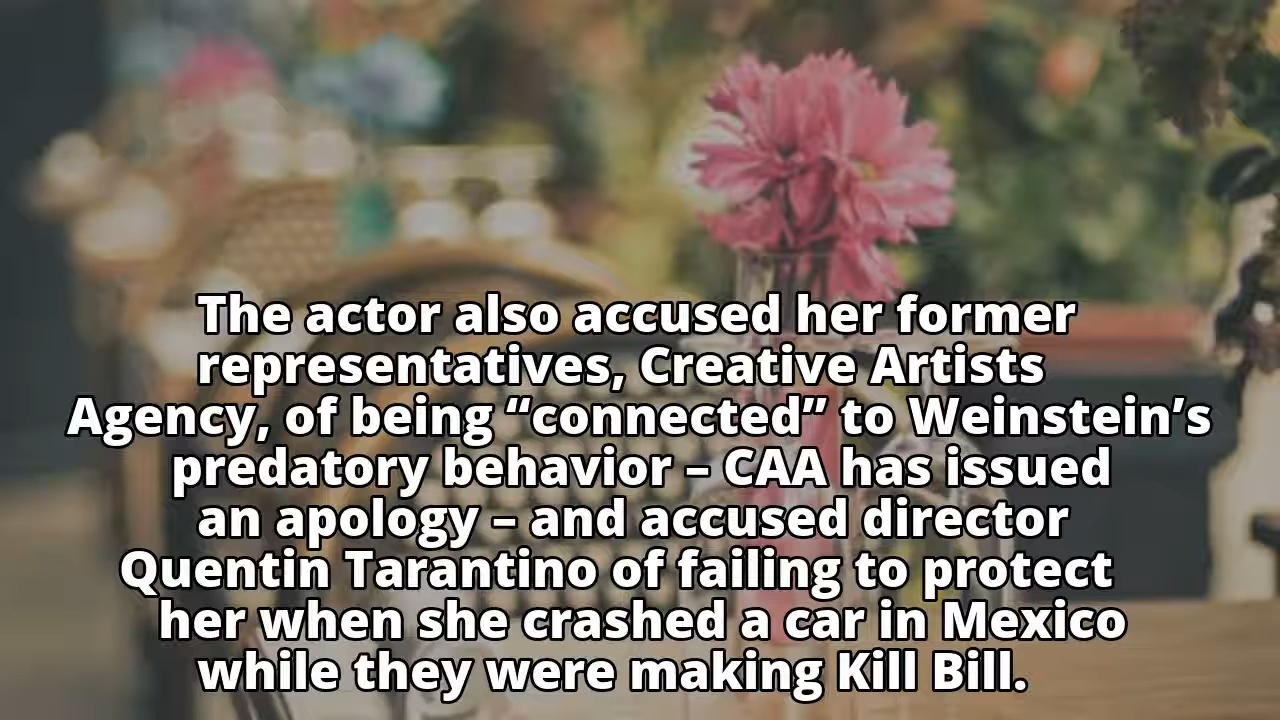 The actor also accused her former
representatives, Creative Artists
Agency, of being “connected” to Weinstein’s
predatory behavior – CAA has issued
an apology – and accused director
Quentin Tarantino of failing to protect
her when she crashed a car in Mexico
while they were making Kill Bill.